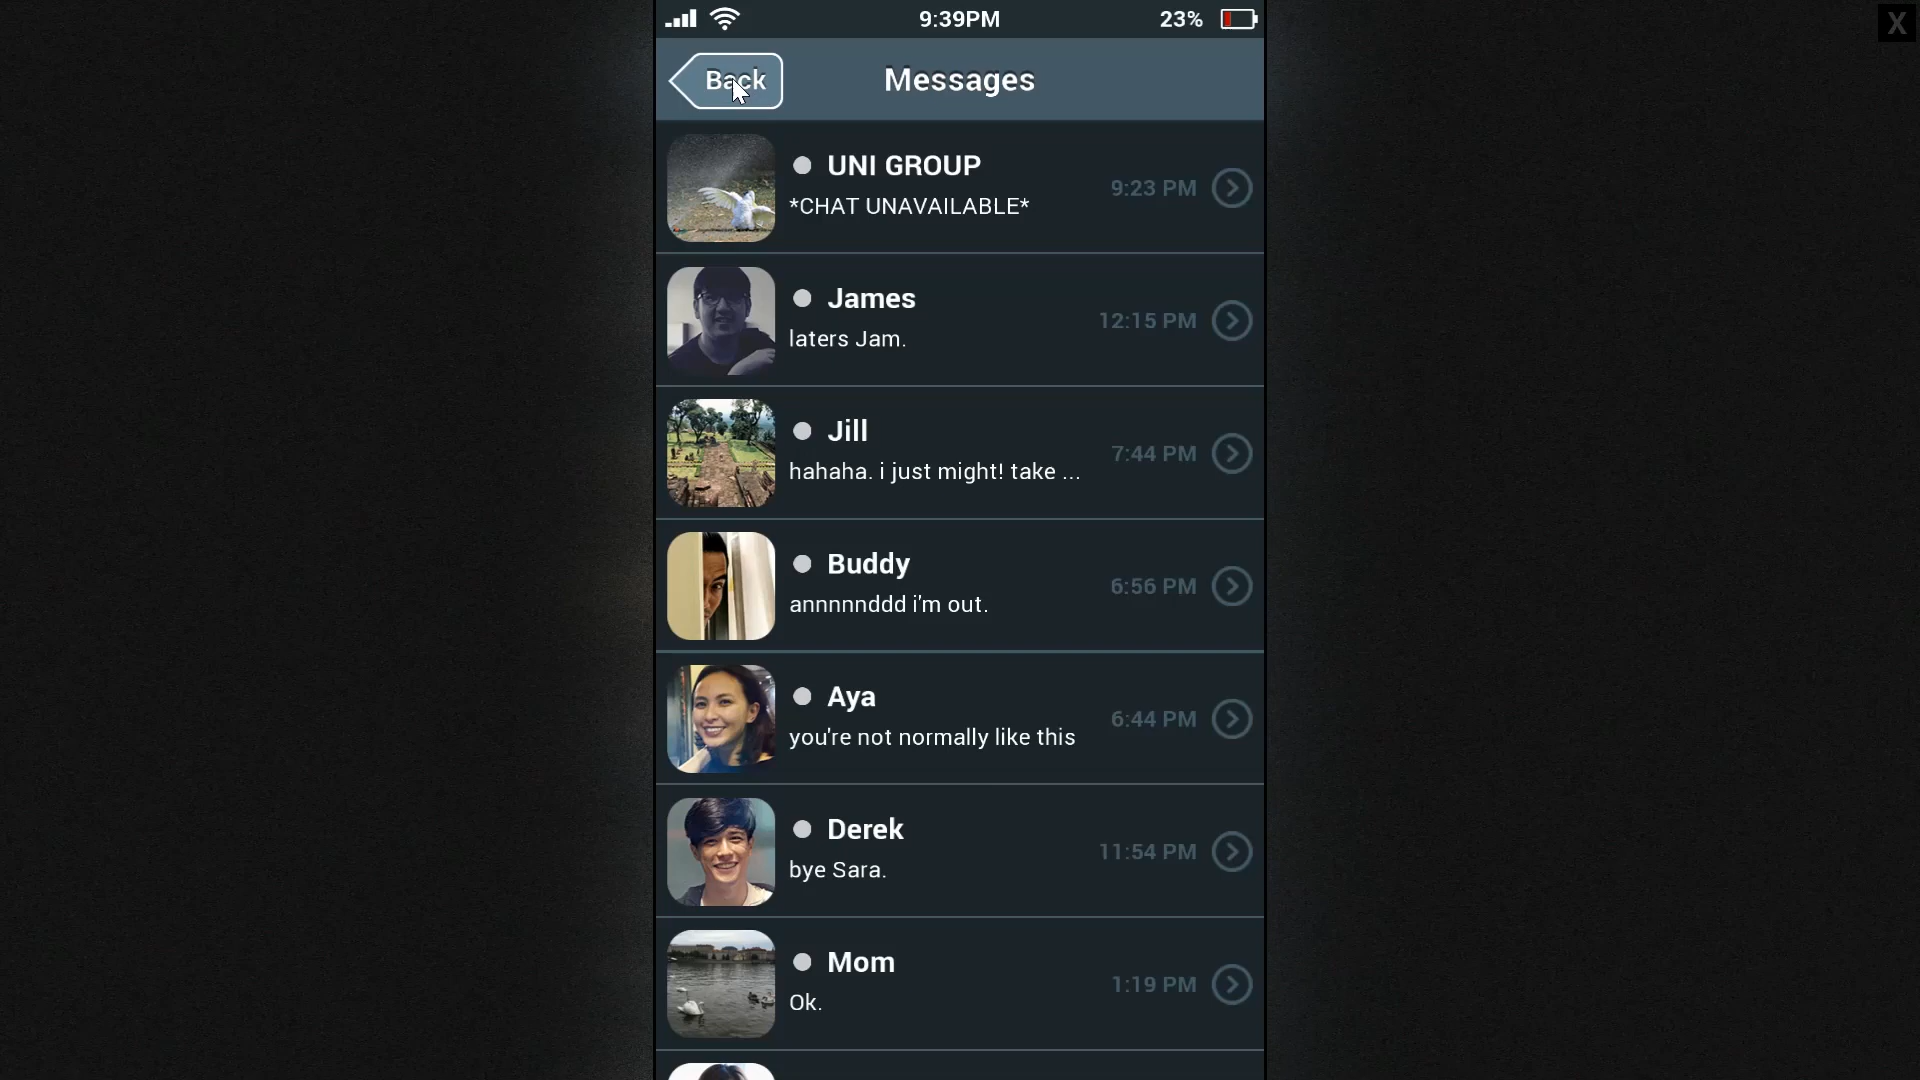 9:39PM
23%
X
Back
Messages
UNI GROUP
*CHAT UNAVAILABLE*
9:23 PM
James
laters Jam.
12:15 PM
Jill
hahaha. i just might! take ...
7:44 PM
Buddy
annnnnddd i'm out.
6:56 PM
Aya
you're not normally like this
6:44 PM
Derek
bye Sara.
11:54 PM
Mom
Ok.
1:19 PM